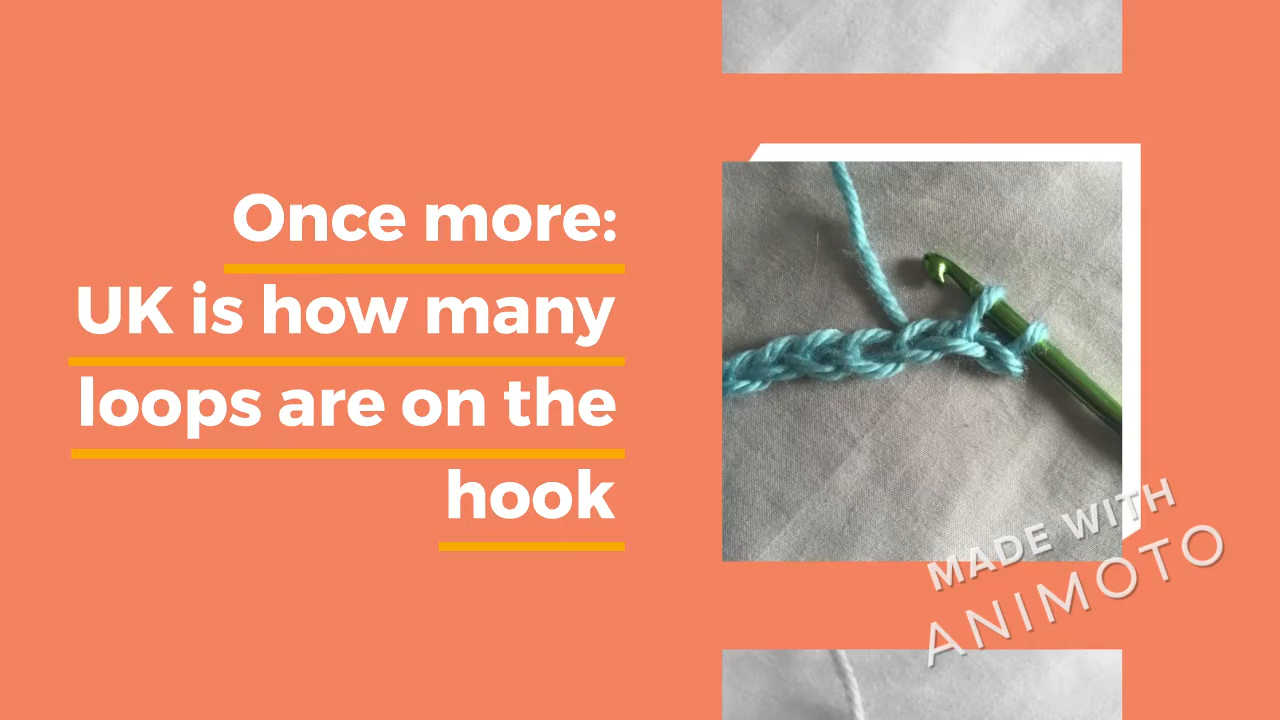 Once more:
UK is how many
loops are on the
hook
MADE WITH
ANIMOTO